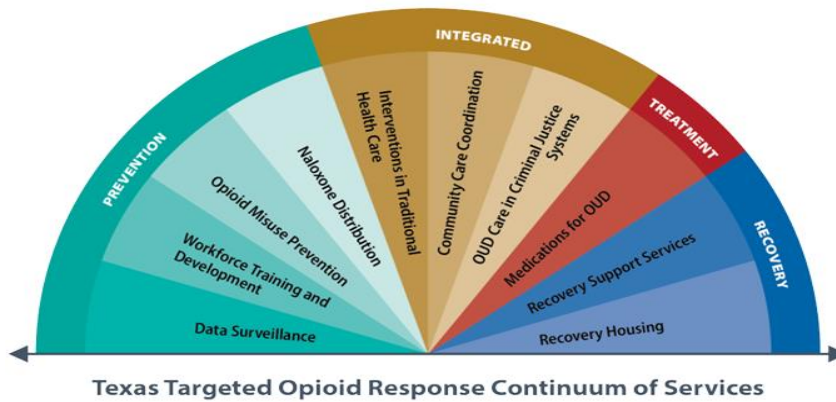 PREVENTION
INTEGRATED
TREATMENT
RECOVERY
Data Surveillance
Workforce Training and
Development
Opioid Misuse Prevention
Naloxone Distribution
Interventions in Traditional
Health Care
Community Care Coordination
OUD Care in Criminal Justice
Systems
Medications for OUD
Recovery Support Services
Recovery Housing
Texas Targeted Opioid Response Continuum of Services